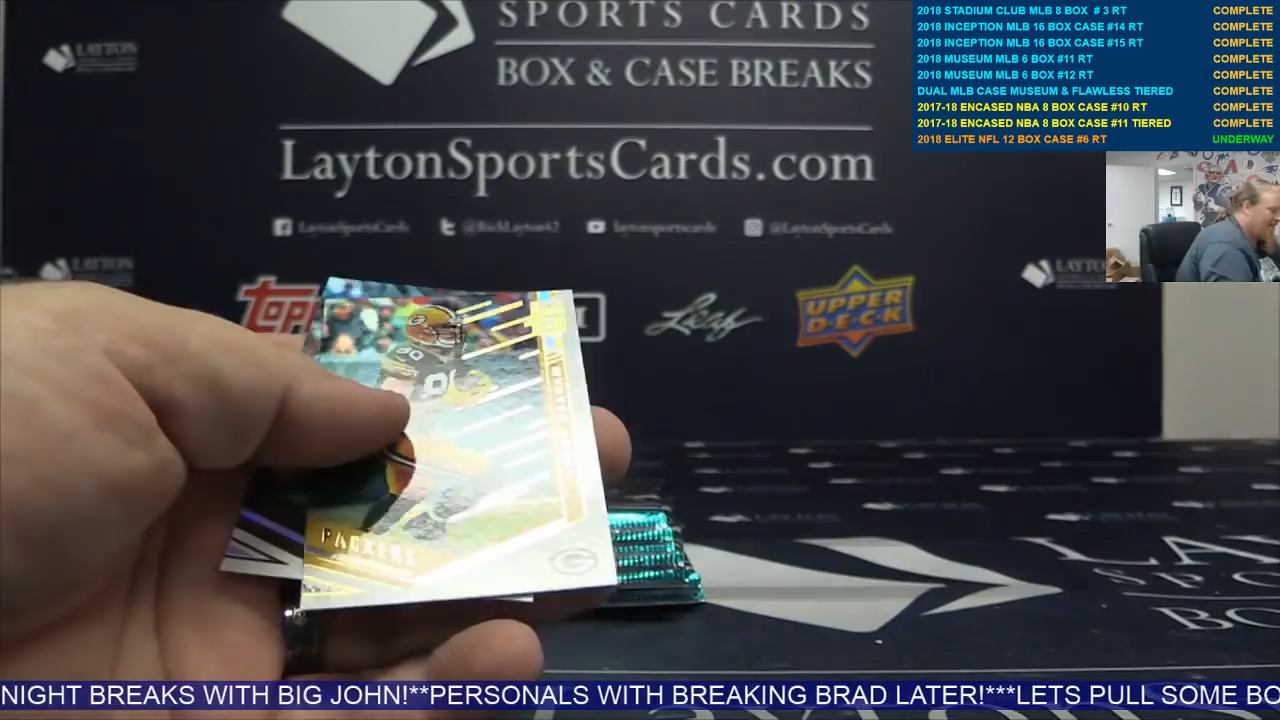 SPORTS CARDS
BOX & CASE BREAKS
LaytonSportsCards.com
LaytonSportsCards
@RichLayton42
laytonsportscards
@LaytonSportsCards
LAYTON
LAYTON
LAYTON
topps
Leaf
UPPER DECK
PACKERS
2018 STADIUM CLUB MLB 8 BOX # 3 RT COMPLETE
2018 INCEPTION MLB 16 BOX CASE #14 RT COMPLETE
2018 INCEPTION MLB 16 BOX CASE #15 RT COMPLETE
2018 MUSEUM MLB 6 BOX #11 RT COMPLETE
2018 MUSEUM MLB 6 BOX #12 RT COMPLETE
DUAL MLB CASE MUSEUM & FLAWLESS TIERED COMPLETE
2017-18 ENCASED NBA 8 BOX CASE #10 RT COMPLETE
2017-18 ENCASED NBA 8 BOX CASE #11 TIERED COMPLETE
2018 ELITE NFL 12 BOX CASE #6 RT UNDERWAY
NIGHT BREAKS WITH BIG JOHN!**PERSONALS WITH BREAKING BRAD LATER!***LETS PULL SOME BO